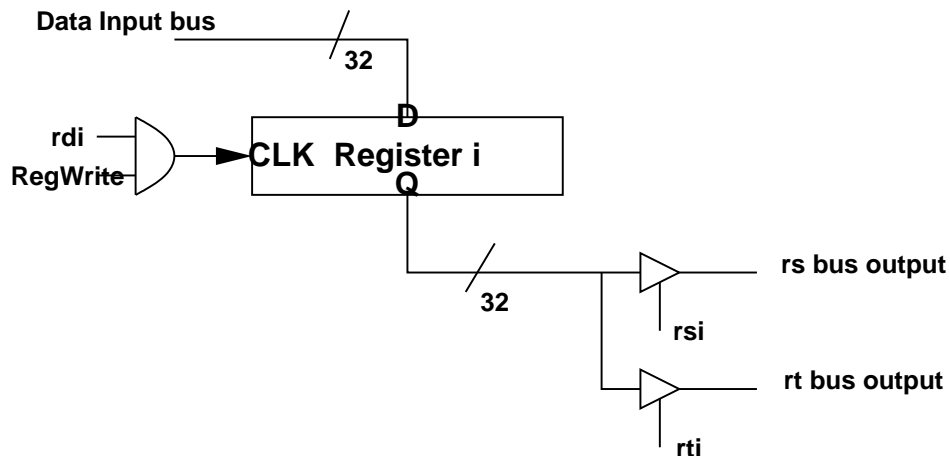 Data Input bus
32
D
rdi
CLK Register i
RegWrite
Q
32
rs bus output
rsi
rt bus output
rti